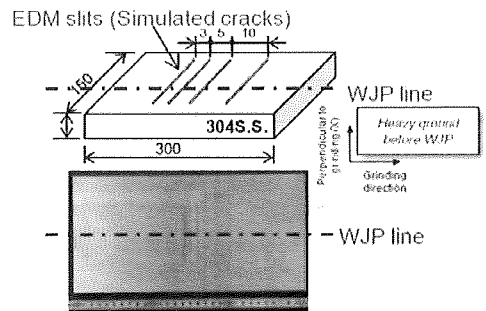 EDM slits (Simulated cracks)
3 5 10
150
WJP line
304S.S.
300
Perpendicular to
grinding
Heavy ground
before WJP
Grinding
direction
WJP line